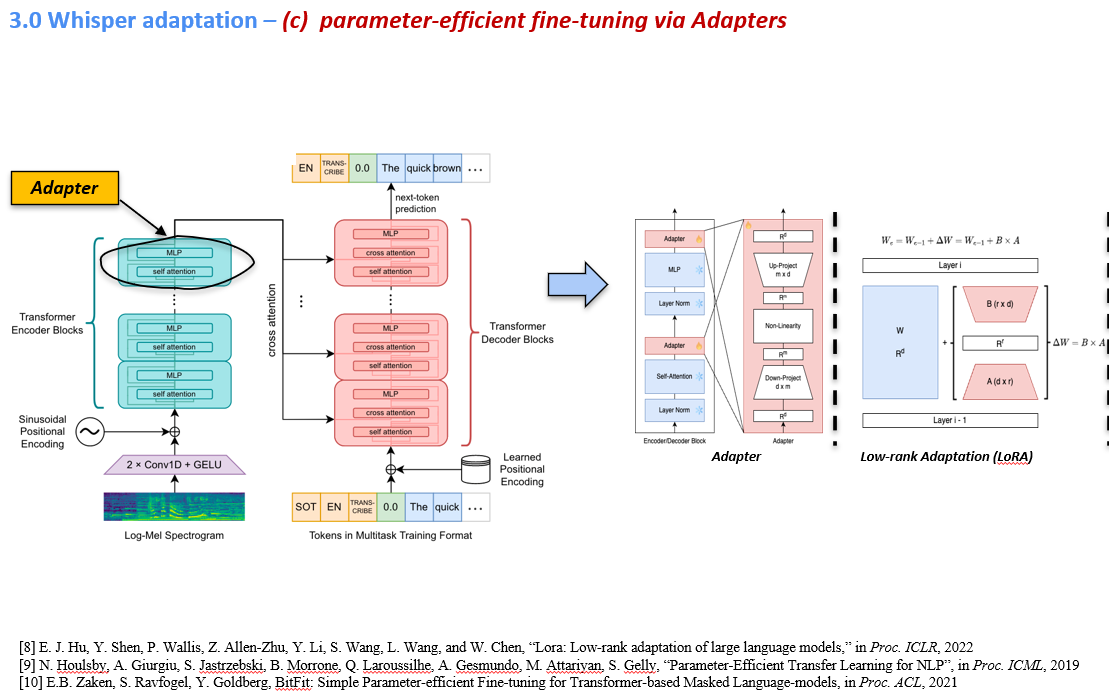 3.0 Whisper adaptation – (c) parameter-efficient fine-tuning via Adapters
Adapter
EN TRANS-CRIBE 0.0 The quick brown ...
next-token
prediction
MLP
self attention
Transformer
Encoder Blocks
MLP
self attention
MLP
self attention
Sinusoidal
Positional
Encoding
2 × Conv1D + GELU
Log-Mel Spectrogram
cross attention
MLP
cross attention
self attention
MLP
cross attention
self attention
MLP
cross attention
self attention
Transformer
Decoder Blocks
Learned
Positional
Encoding
SOT EN TRANS-CRIBE 0.0 The quick ...
Tokens in Multitask Training Format
Adapter
MLP
Layer Norm
Adapter
Self-Attention
Layer Norm
Encoder/Decoder Block
R^d
Up-Project
m x d
R^m
Non-Linearity
R^m
Down-Project
d x m
R^d
Adapter
Adapter
W_e = W_{e-1} + ΔW = W_{e-1} + B × A
Layer i
W
R^d
+
B (r x d)
R^r
A (d x r)
ΔW = B × A
Layer i - 1
Low-rank Adaptation (LoRA)
[8] E. J. Hu, Y. Shen, P. Wallis, Z. Allen-Zhu, Y. Li, S. Wang, L. Wang, and W. Chen, “Lora: Low-rank adaptation of large language models,” in Proc. ICLR, 2022
[9] N. Houlsby, A. Giurgiu, S. Jastrzebski, B. Morrone, Q. Laroussilhe, A. Gesmundo, M. Attariyan, S. Gelly, “Parameter-Efficient Transfer Learning for NLP”, in Proc. ICML, 2019
[10] E.B. Zaken, S. Ravfogel, Y. Goldberg, BitFit: Simple Parameter-efficient Fine-tuning for Transformer-based Masked Language-models, in Proc. ACL, 2021